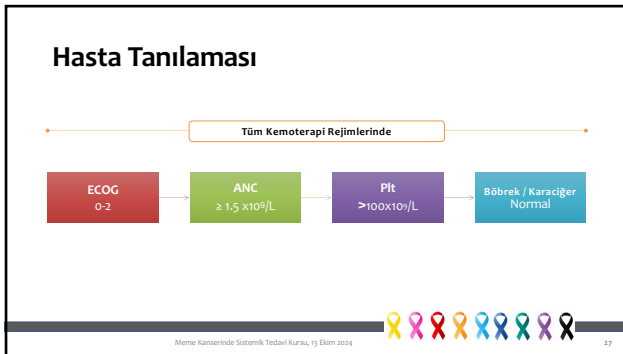 Hasta Tanılaması
Tüm Kemoterapi Rejimlerinde
ECOG
0-2
ANC
≥ 1.5 x10⁹/L
Plt
>100x10⁹/L
Böbrek / Karaciğer
Normal
Meme Kanserinde Sistemik Tedavi Kursu, 13 Ekim 2024
27